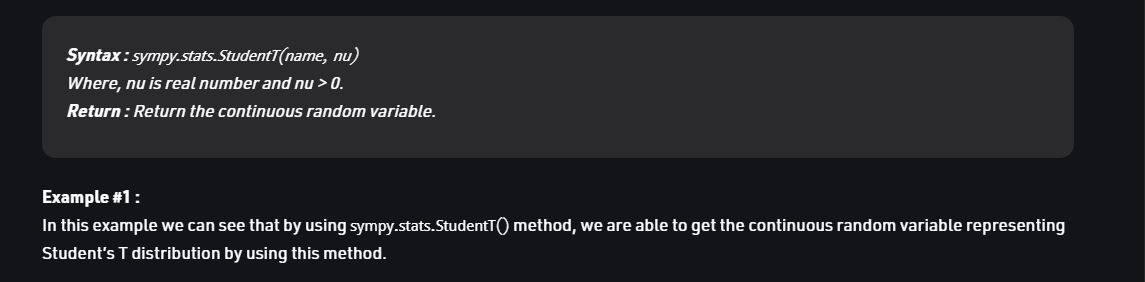 Syntax : sympy.stats.StudentT(name, nu)
Where, nu is real number and nu > 0.
Return : Return the continuous random variable.
Example #1 :
In this example we can see that by using sympy.stats.StudentT() method, we are able to get the continuous random variable representing
Student's T distribution by using this method.